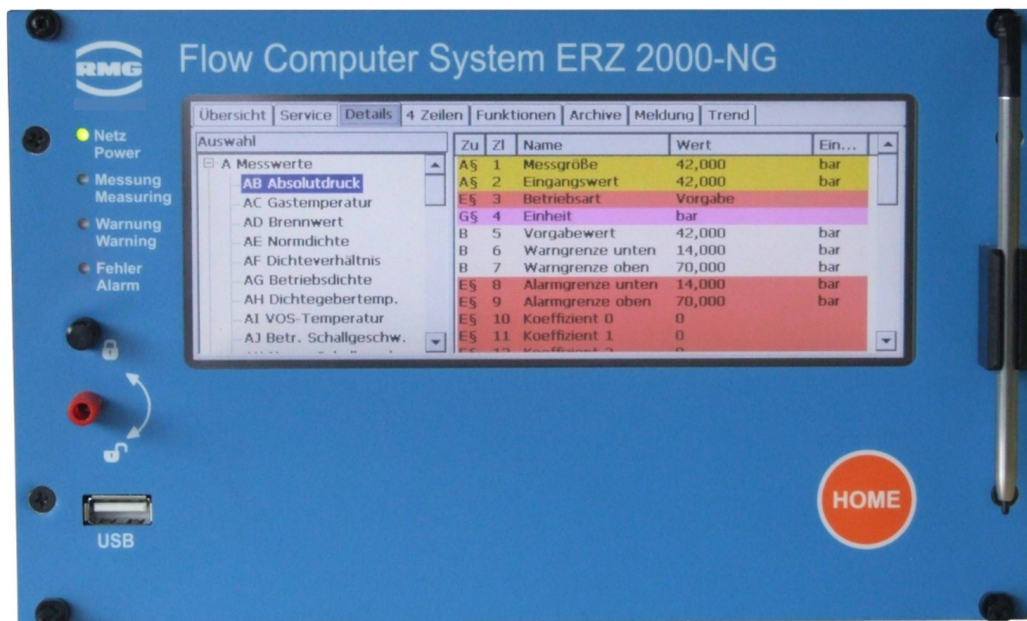 RMG
Flow Computer System ERZ 2000-NG
Netz
Power
Messung
Measuring
Warnung
Warning
Fehler
Alarm
USB
Übersicht Service Details 4 Zeilen Funktionen Archive Meldung Trend
Auswahl
A Messwerte
AB Absolutdruck
AC Gastemperatur
AD Brennwert
AE Normdichte
AF Dichteverhältnis
AG Betriebsdichte
AH Dichtegebertemp.
AI VOS-Temperatur
AJ Betr. Schallgeschw.
Zu Zl Name Wert Ein...
A§ 1 Messgröße 42,000 bar
A§ 2 Eingangswert 42,000 bar
E§ 3 Betriebsart Vorgabe
G§ 4 Einheit bar
B 5 Vorgabewert 42,000 bar
B 6 Warngrenze unten 14,000 bar
B 7 Warngrenze oben 70,000 bar
E§ 8 Alarmgrenze unten 14,000 bar
E§ 9 Alarmgrenze oben 70,000 bar
E§ 10 Koeffizient 0 0
E§ 11 Koeffizient 1 0
E§ 12 Koeffizient 2 0
HOME